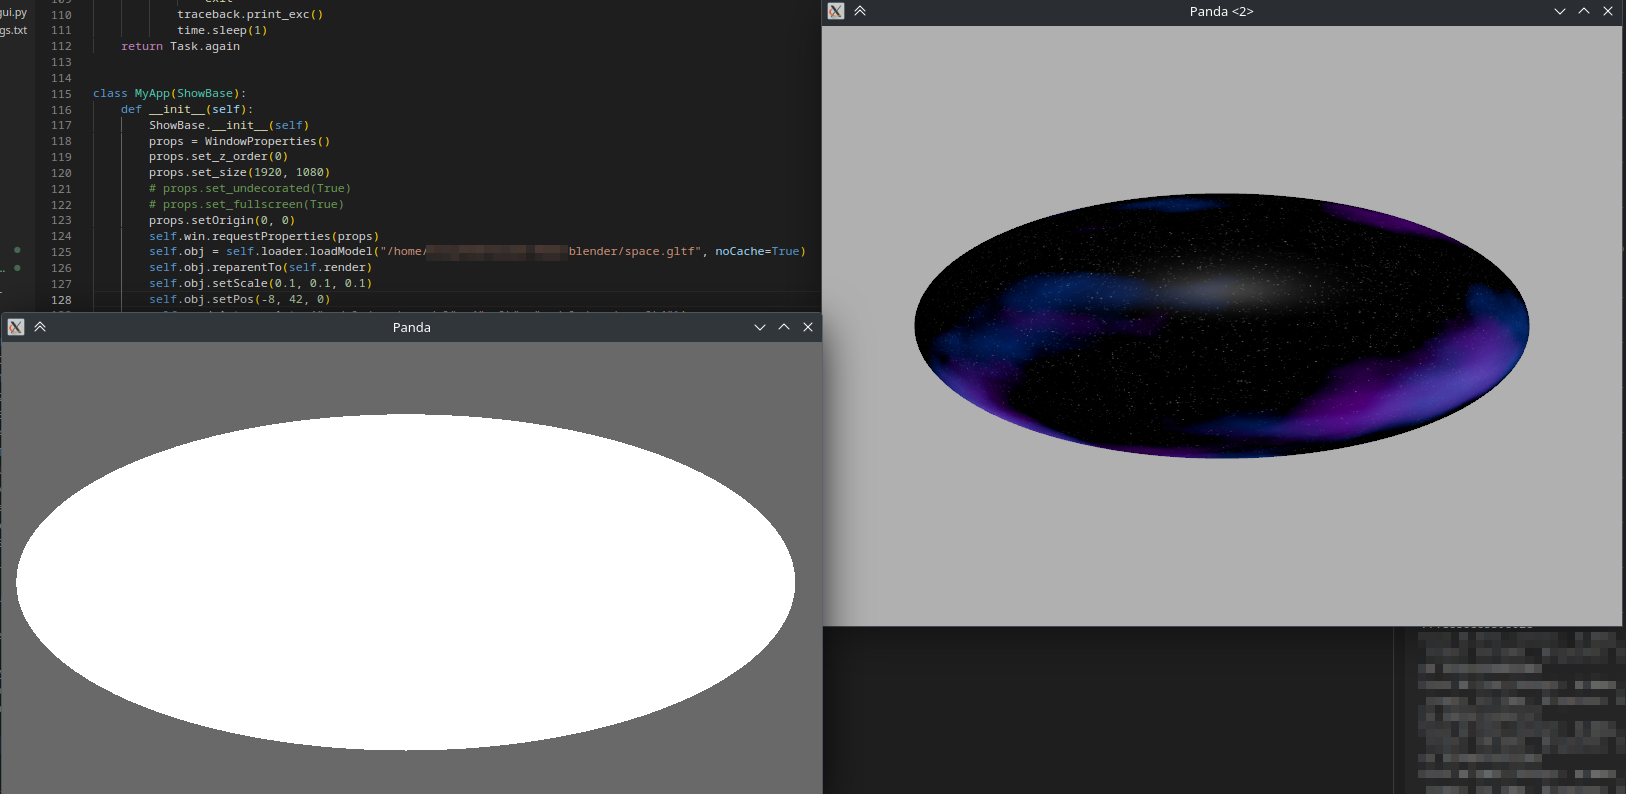 gui.py
gs.txt
110 traceback.print_exc()
111 time.sleep(1)
112 return Task.again
113
114
115 class MyApp(ShowBase):
116 def __init__(self):
117 ShowBase.__init__(self)
118 props = WindowProperties()
119 props.set_z_order(0)
120 props.set_size(1920, 1080)
121 # props.set_undecorated(True)
122 # props.set_fullscreen(True)
123 props.setOrigin(0, 0)
124 self.win.requestProperties(props)
125 self.obj = self.loader.loadModel("/home/ blender/space.gltf", noCache=True)
126 self.obj.reparentTo(self.render)
127 self.obj.setScale(0.1, 0.1, 0.1)
128 self.obj.setPos(-8, 42, 0)
Panda
Panda <2>